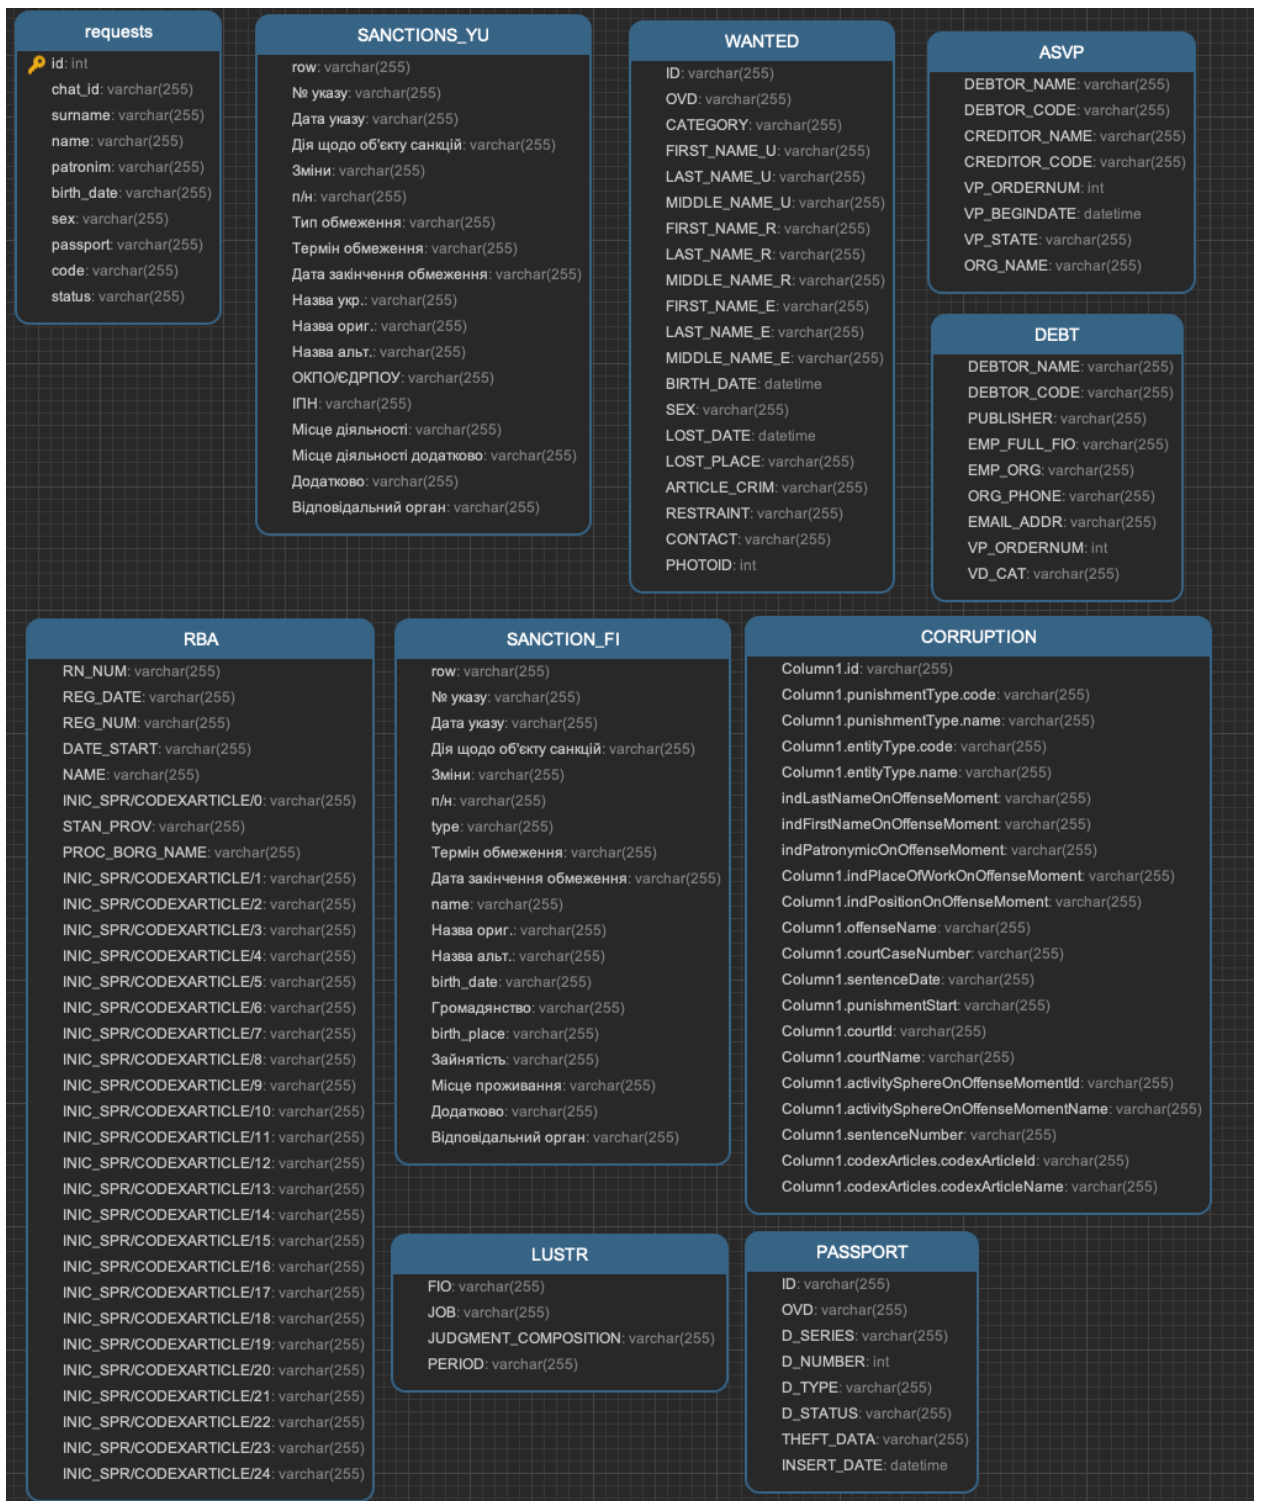 requests
id: int
chat_id: varchar(255)
surname: varchar(255)
name: varchar(255)
patronim: varchar(255)
birth_date: varchar(255)
sex: varchar(255)
passport: varchar(255)
code: varchar(255)
status: varchar(255)
SANCTIONS_YU
row: varchar(255)
№ указу: varchar(255)
Дата указу: varchar(255)
Дія щодо об'єкту санкцій: varchar(255)
Зміни: varchar(255)
п/н: varchar(255)
Тип обмеження: varchar(255)
Термін обмеження: varchar(255)
Дата закінчення обмеження: varchar(255)
Назва укр.: varchar(255)
Назва ориг.: varchar(255)
Назва альт.: varchar(255)
ОКПО/ЄДРПОУ: varchar(255)
ІПН: varchar(255)
Місце діяльності: varchar(255)
Місце діяльності додатково: varchar(255)
Додатково: varchar(255)
Відповідальний орган: varchar(255)
WANTED
ID: varchar(255)
OVD: varchar(255)
CATEGORY: varchar(255)
FIRST_NAME_U: varchar(255)
LAST_NAME_U: varchar(255)
MIDDLE_NAME_U: varchar(255)
FIRST_NAME_R: varchar(255)
LAST_NAME_R: varchar(255)
MIDDLE_NAME_R: varchar(255)
FIRST_NAME_E: varchar(255)
LAST_NAME_E: varchar(255)
MIDDLE_NAME_E: varchar(255)
BIRTH_DATE: datetime
SEX: varchar(255)
LOST_DATE: datetime
LOST_PLACE: varchar(255)
ARTICLE_CRIM: varchar(255)
RESTRAINT: varchar(255)
CONTACT: varchar(255)
PHOTOID: int
ASVP
DEBTOR_NAME: varchar(255)
DEBTOR_CODE: varchar(255)
CREDITOR_NAME: varchar(255)
CREDITOR_CODE: varchar(255)
VP_ORDERNUM: int
VP_BEGINDATE: datetime
VP_STATE: varchar(255)
ORG_NAME: varchar(255)
DEBT
DEBTOR_NAME: varchar(255)
DEBTOR_CODE: varchar(255)
PUBLISHER: varchar(255)
EMP_FULL_FIO: varchar(255)
EMP_ORG: varchar(255)
ORG_PHONE: varchar(255)
EMAIL_ADDR: varchar(255)
VP_ORDERNUM: int
VD_CAT: varchar(255)
RBA
RN_NUM: varchar(255)
REG_DATE: varchar(255)
REG_NUM: varchar(255)
DATE_START: varchar(255)
NAME: varchar(255)
INIC_SPR/CODEXARTICLE/0: varchar(255)
STAN_PROV: varchar(255)
PROC_BORG_NAME: varchar(255)
INIC_SPR/CODEXARTICLE/1: varchar(255)
INIC_SPR/CODEXARTICLE/2: varchar(255)
INIC_SPR/CODEXARTICLE/3: varchar(255)
INIC_SPR/CODEXARTICLE/4: varchar(255)
INIC_SPR/CODEXARTICLE/5: varchar(255)
INIC_SPR/CODEXARTICLE/6: varchar(255)
INIC_SPR/CODEXARTICLE/7: varchar(255)
INIC_SPR/CODEXARTICLE/8: varchar(255)
INIC_SPR/CODEXARTICLE/9: varchar(255)
INIC_SPR/CODEXARTICLE/10: varchar(255)
INIC_SPR/CODEXARTICLE/11: varchar(255)
INIC_SPR/CODEXARTICLE/12: varchar(255)
INIC_SPR/CODEXARTICLE/13: varchar(255)
INIC_SPR/CODEXARTICLE/14: varchar(255)
INIC_SPR/CODEXARTICLE/15: varchar(255)
INIC_SPR/CODEXARTICLE/16: varchar(255)
INIC_SPR/CODEXARTICLE/17: varchar(255)
INIC_SPR/CODEXARTICLE/18: varchar(255)
INIC_SPR/CODEXARTICLE/19: varchar(255)
INIC_SPR/CODEXARTICLE/20: varchar(255)
INIC_SPR/CODEXARTICLE/21: varchar(255)
INIC_SPR/CODEXARTICLE/22: varchar(255)
INIC_SPR/CODEXARTICLE/23: varchar(255)
INIC_SPR/CODEXARTICLE/24: varchar(255)
SANCTION_FI
row: varchar(255)
№ указу: varchar(255)
Дата указу: varchar(255)
Дія щодо об'єкту санкцій: varchar(255)
Зміни: varchar(255)
п/н: varchar(255)
type: varchar(255)
Термін обмеження: varchar(255)
Дата закінчення обмеження: varchar(255)
name: varchar(255)
Назва ориг.: varchar(255)
Назва альт.: varchar(255)
birth_date: varchar(255)
Громадянство: varchar(255)
birth_place: varchar(255)
Зайнятість: varchar(255)
Місце проживання: varchar(255)
Додатково: varchar(255)
Відповідальний орган: varchar(255)
CORRUPTION
Column1.id: varchar(255)
Column1.punishmentType.code: varchar(255)
Column1.punishmentType.name: varchar(255)
Column1.entityType.code: varchar(255)
Column1.entityType.name: varchar(255)
indLastNameOnOffenseMoment: varchar(255)
indFirstNameOnOffenseMoment: varchar(255)
indPatronymicOnOffenseMoment: varchar(255)
Column1.indPlaceOfWorkOnOffenseMoment: varchar(255)
Column1.indPositionOnOffenseMoment: varchar(255)
Column1.offenseName: varchar(255)
Column1.courtCaseNumber: varchar(255)
Column1.sentenceDate: varchar(255)
Column1.punishmentStart: varchar(255)
Column1.courtId: varchar(255)
Column1.courtName: varchar(255)
Column1.activitySphereOnOffenseMomentId: varchar(255)
Column1.activitySphereOnOffenseMomentName: varchar(255)
Column1.sentenceNumber: varchar(255)
Column1.codexArticles.codexArticleId: varchar(255)
Column1.codexArticles.codexArticleName: varchar(255)
LUSTR
FIO: varchar(255)
JOB: varchar(255)
JUDGMENT_COMPOSITION: varchar(255)
PERIOD: varchar(255)
PASSPORT
ID: varchar(255)
OVD: varchar(255)
D_SERIES: varchar(255)
D_NUMBER: int
D_TYPE: varchar(255)
D_STATUS: varchar(255)
THEFT_DATA: varchar(255)
INSERT_DATE: datetime